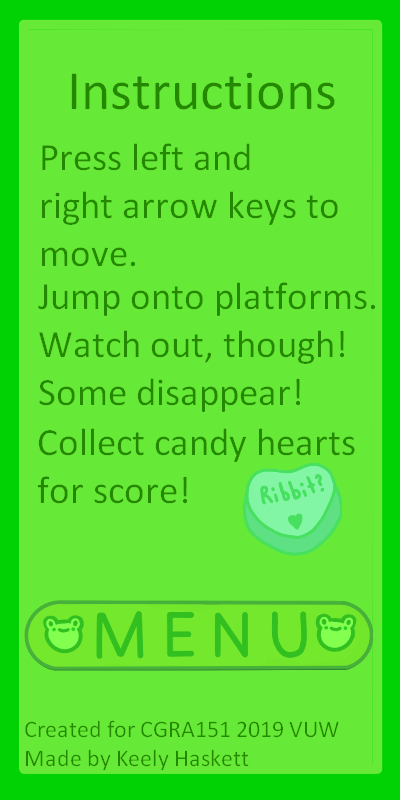 Instructions
Press left and
right arrow keys to
move.
Jump onto platforms.
Watch out, though!
Some disappear!
Collect candy hearts
for score!
Ribbit?
MENU
Created for CGRA151 2019 VUW
Made by Keely Haskett